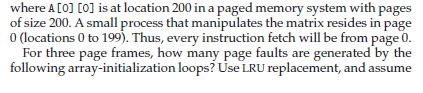 where A[0][0] is at location 200 in a paged memory system with pages
of size 200. A small process that manipulates the matrix resides in page
0 (locations 0 to 199). Thus, every instruction fetch will be from page 0.
For three page frames, how many page faults are generated by the
following array-initialization loops? Use LRU replacement, and assume